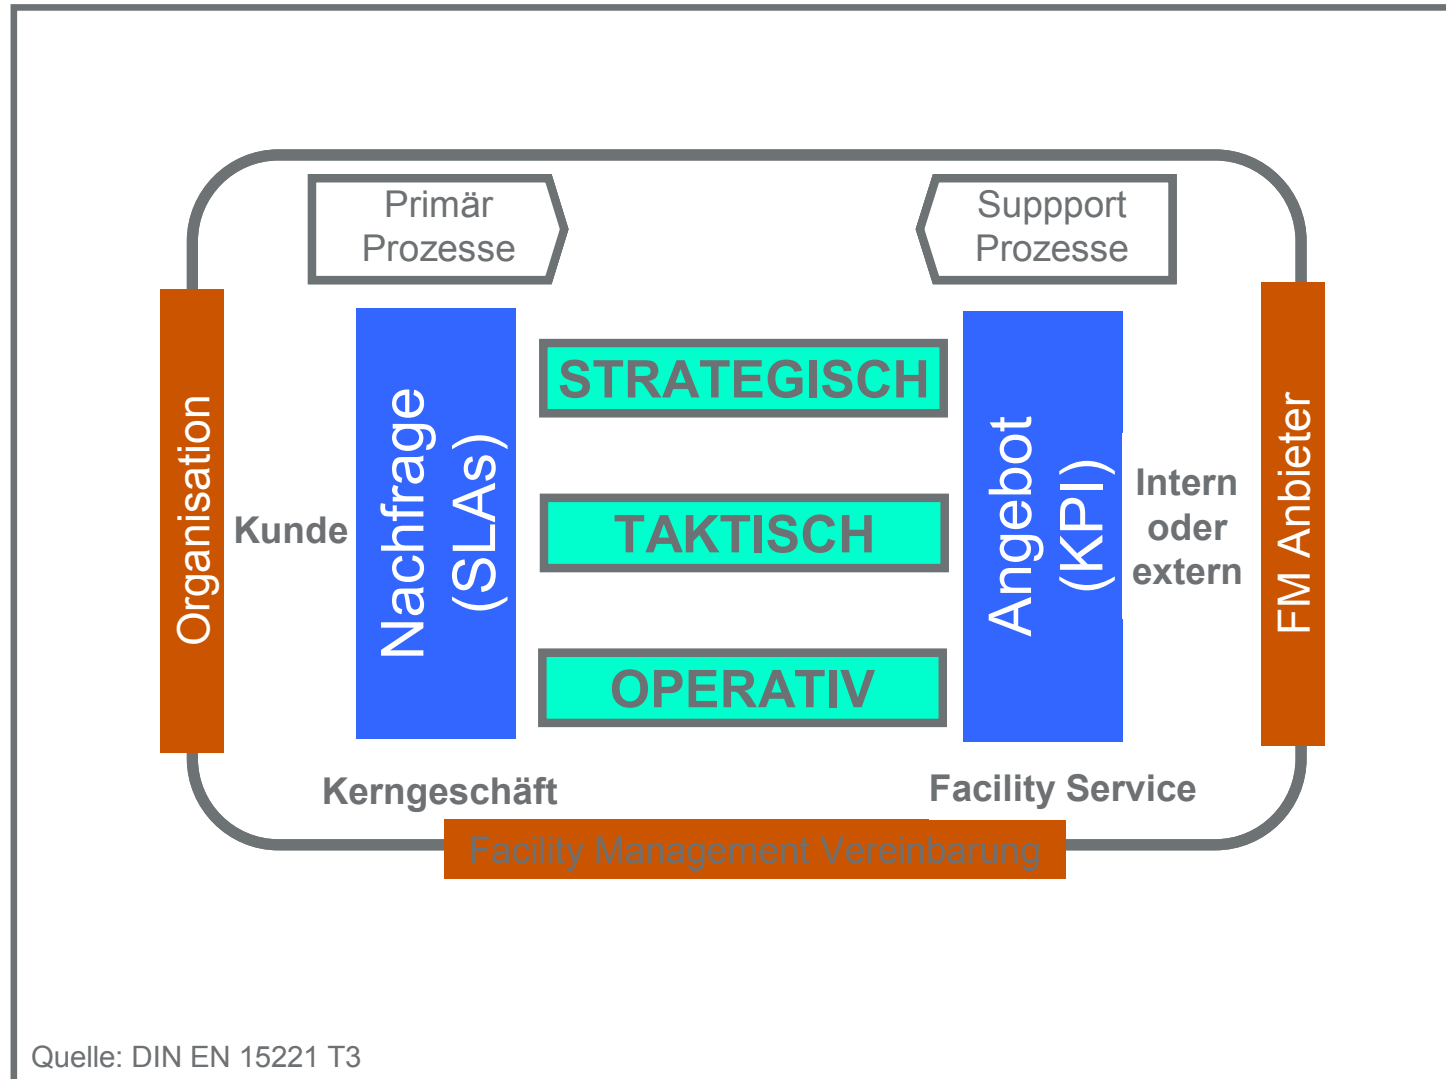 Primär
Prozesse
Suppport
Prozesse
Organisation
Kunde
Nachfrage
(SLAs)
STRATEGISCH
TAKTISCH
OPERATIV
Angebot
(KPI)
Intern
oder
extern
FM Anbieter
Kerngeschäft
Facility Service
Facility Management Vereinbarung
Quelle: DIN EN 15221 T3